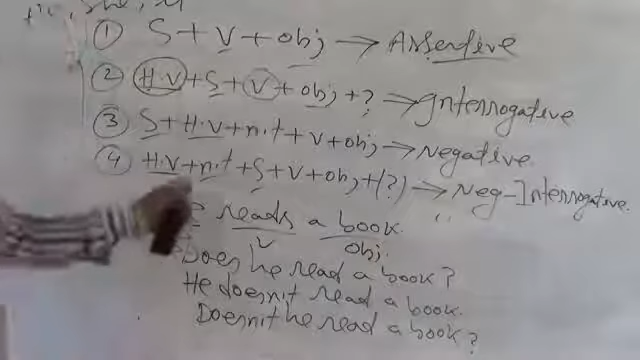 she,
① S + V + obj → Assertive
② H.V + S + V + obj + ? → Interrogative
③ S + H.V + n.t + V + obj → Negative
④ H.V + n.t + S + V + obj + (?) → Neg-Interrogative.
reads a book.
V obj.
Does he read a book?
He doesn't read a book.
Doesn't he read a book?